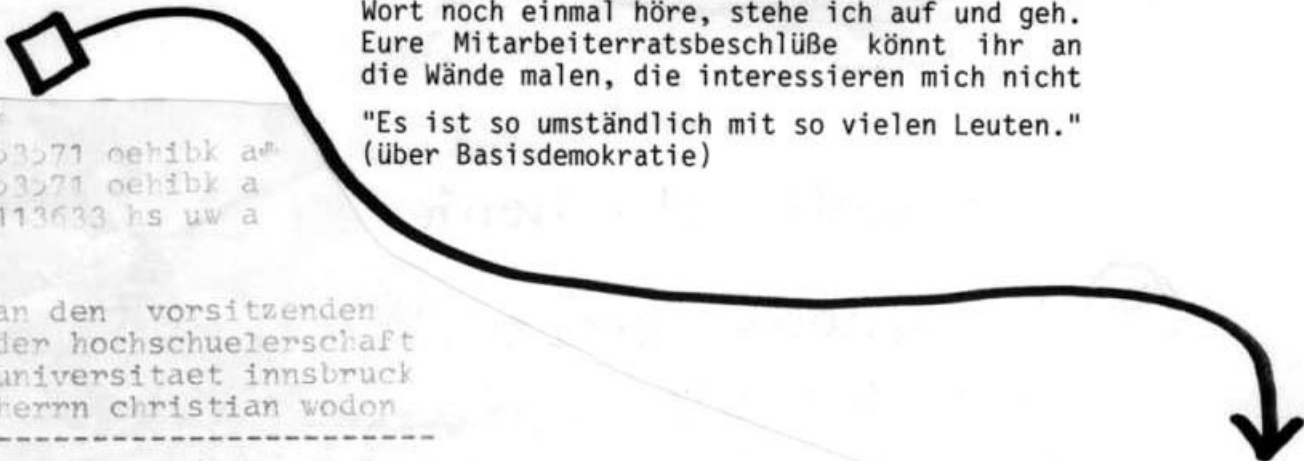 Wort noch einmal höre, stehe ich auf und geh.
Eure Mitarbeiterratsbeschlüße könnt ihr an
die Wände malen, die interessieren mich nicht
"Es ist so umständlich mit so vielen Leuten."
(über Basisdemokratie)
53571 oehibk a
53571 oehibk a
113633 hs uw a
an den vorsitzenden
der hochschuelerschaft
universitaet innsbruck
herrn christian wodon